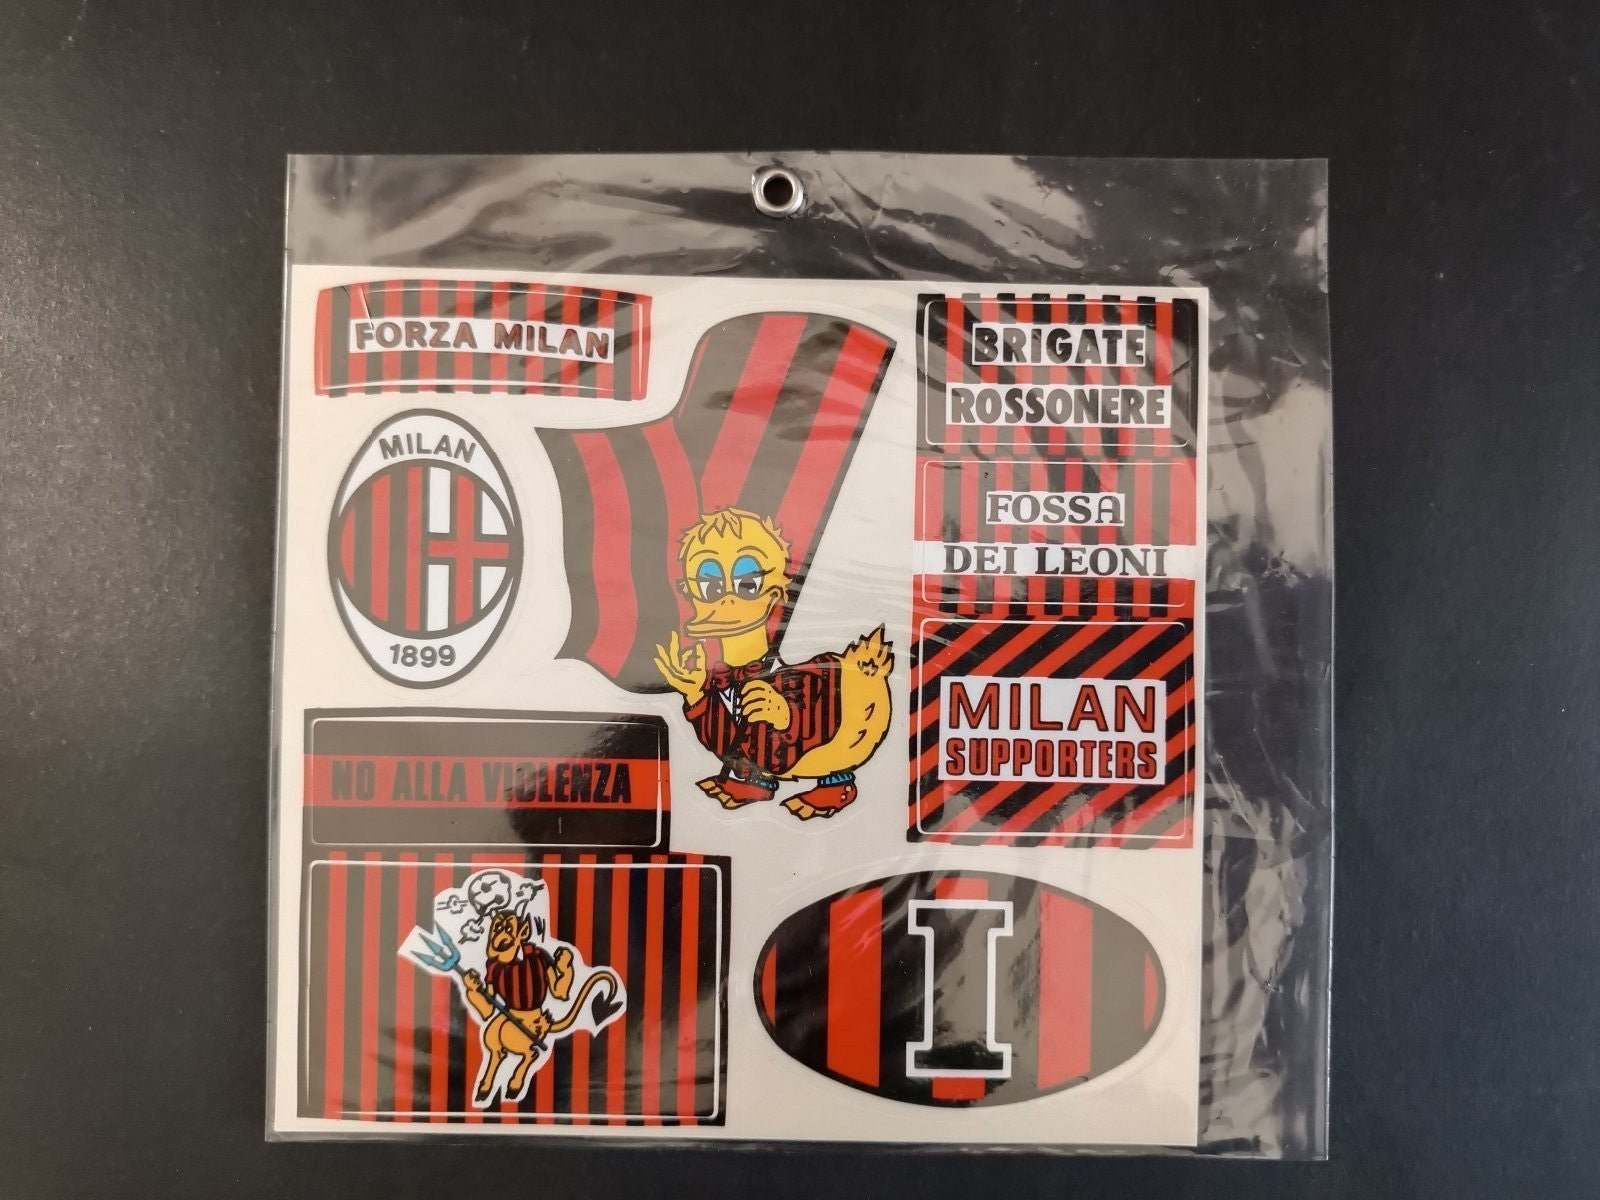 FORZA MILAN
MILAN
1899
NO ALLA VIOLENZA
BRIGATE
ROSSONERE
FOSSA
DEI LEONI
MILAN
SUPPORTERS
I